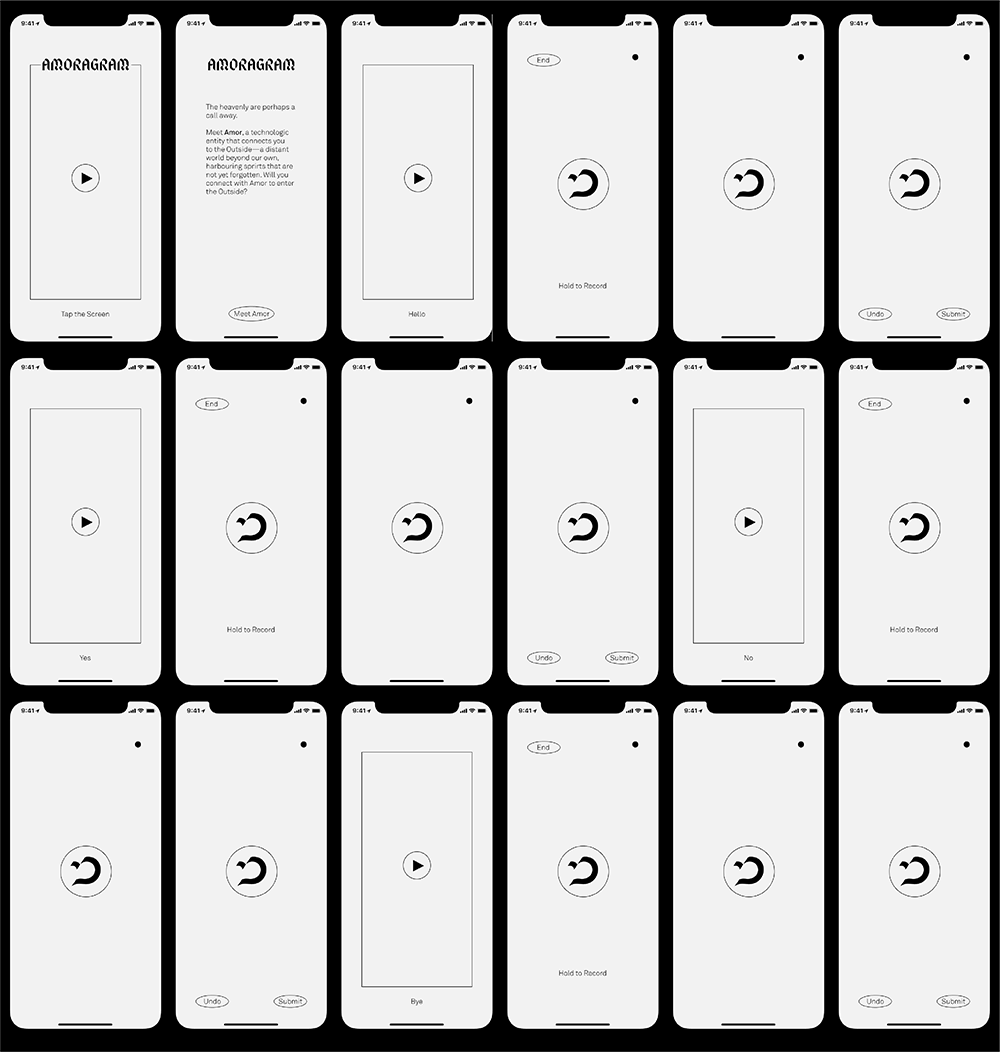 9:41
AMORAGRAM
Tap the Screen
9:41
AMORAGRAM
The heavenly are perhaps a
call away.
Meet Amor, a technologic
entity that connects you
to the Outside—a distant
world beyond our own,
harbouring sprirts that are
not yet forgotten. Will you
connect with Amor to enter
the Outside?
Meet Amor
9:41
Hello
9:41
End
Hold to Record
9:41
9:41
Undo
Submit
9:41
Yes
9:41
End
Hold to Record
9:41
9:41
Undo
Submit
9:41
No
9:41
End
Hold to Record
9:41
9:41
Undo
Submit
9:41
Bye
9:41
End
Hold to Record
9:41
9:41
Undo
Submit